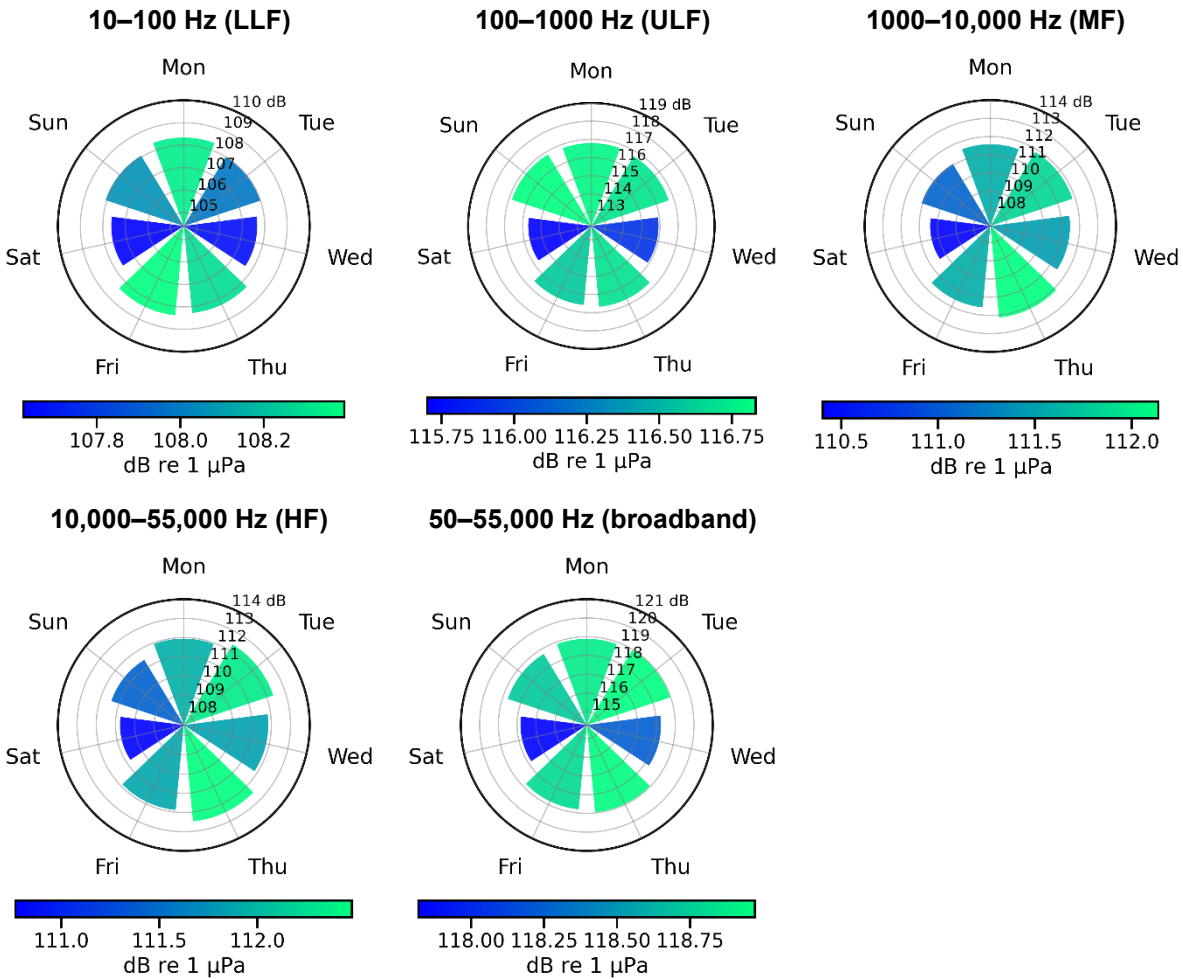 10–100 Hz (LLF)
Mon
110 dB
109
108
107
106
105
Sun
Tue
Sat
Wed
Fri
Thu
107.8 108.0 108.2
dB re 1 μPa
100–1000 Hz (ULF)
Mon
119 dB
118
117
116
115
114
113
Sun
Tue
Sat
Wed
Fri
Thu
115.75 116.00 116.25 116.50 116.75
dB re 1 μPa
1000–10,000 Hz (MF)
Mon
114 dB
113
112
111
110
109
108
Sun
Tue
Sat
Wed
Fri
Thu
110.5 111.0 111.5 112.0
dB re 1 μPa
10,000–55,000 Hz (HF)
Mon
114 dB
113
112
111
110
109
108
Sun
Tue
Sat
Wed
Fri
Thu
111.0 111.5 112.0
dB re 1 μPa
50–55,000 Hz (broadband)
Mon
121 dB
120
119
118
117
116
115
Sun
Tue
Sat
Wed
Fri
Thu
118.00 118.25 118.50 118.75
dB re 1 μPa